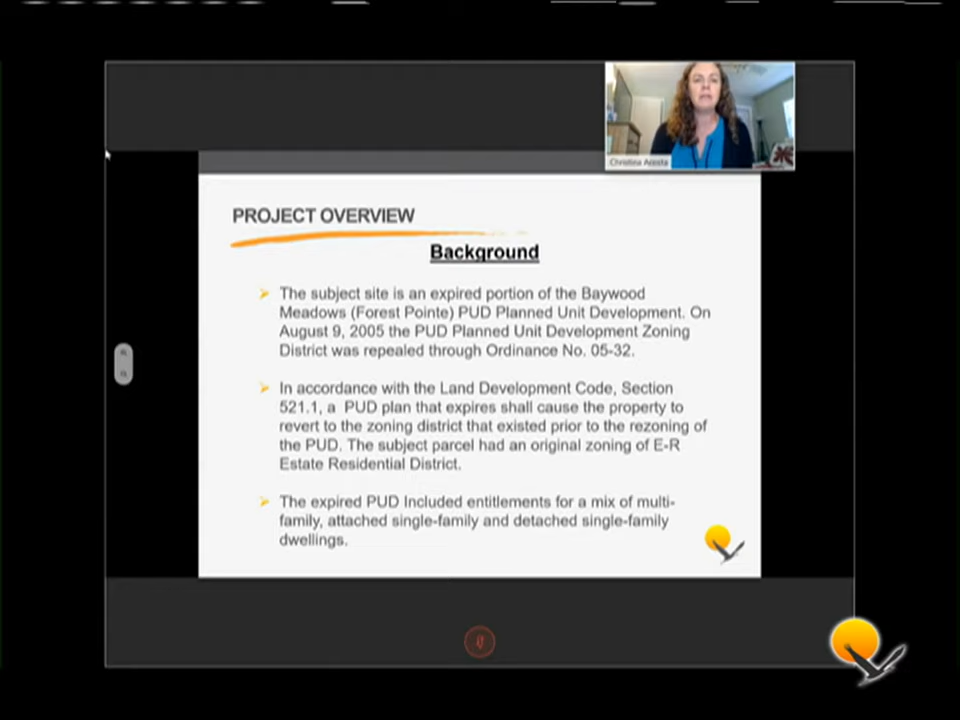 Christina Acosta
PROJECT OVERVIEW
Background
The subject site is an expired portion of the Baywood
Meadows (Forest Pointe) PUD Planned Unit Development. On
August 9, 2005 the PUD Planned Unit Development Zoning
District was repealed through Ordinance No. 05-32.
In accordance with the Land Development Code, Section
521.1, a PUD plan that expires shall cause the property to
revert to the zoning district that existed prior to the rezoning of
the PUD. The subject parcel had an original zoning of E-R
Estate Residential District.
The expired PUD Included entitlements for a mix of multi-
family, attached single-family and detached single-family
dwellings.